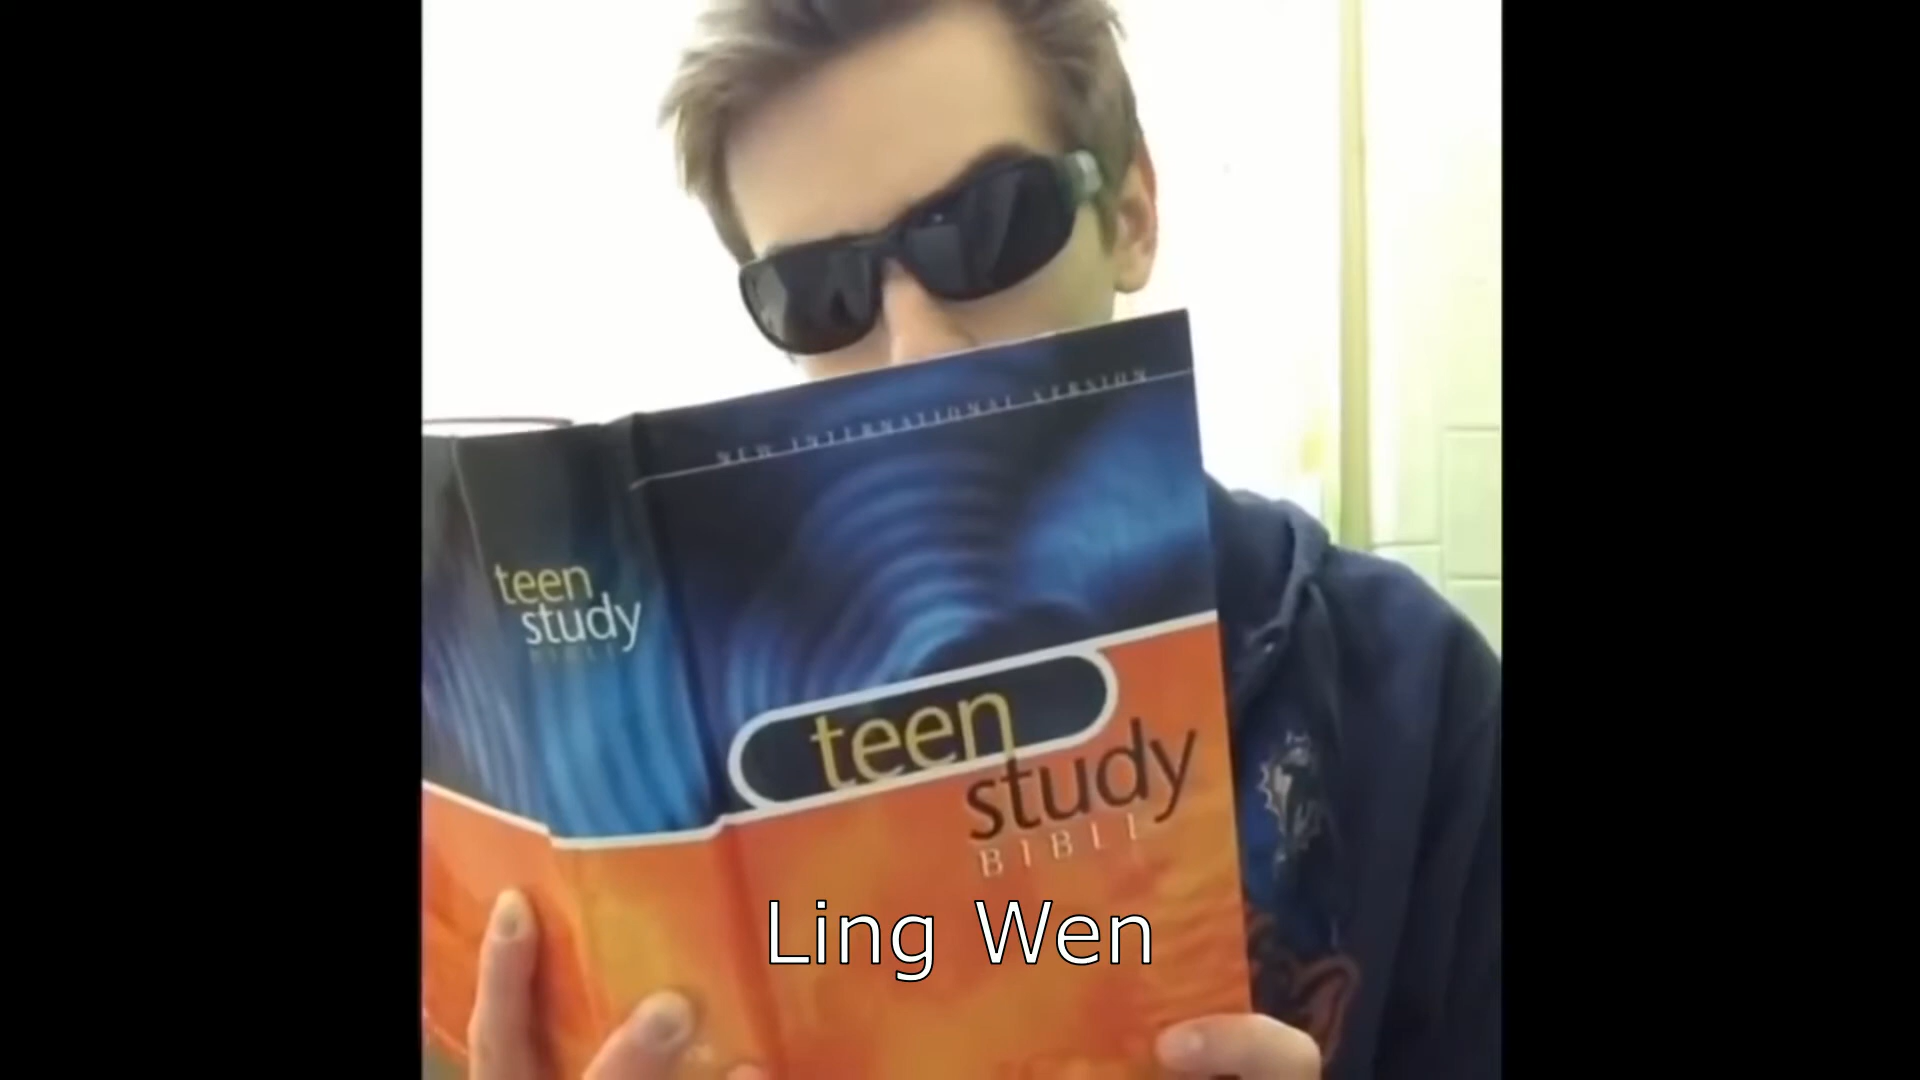 NEW INTERNATIONAL VERSION
teen
study
BIBLE
teen
study
BIBLE
Ling Wen